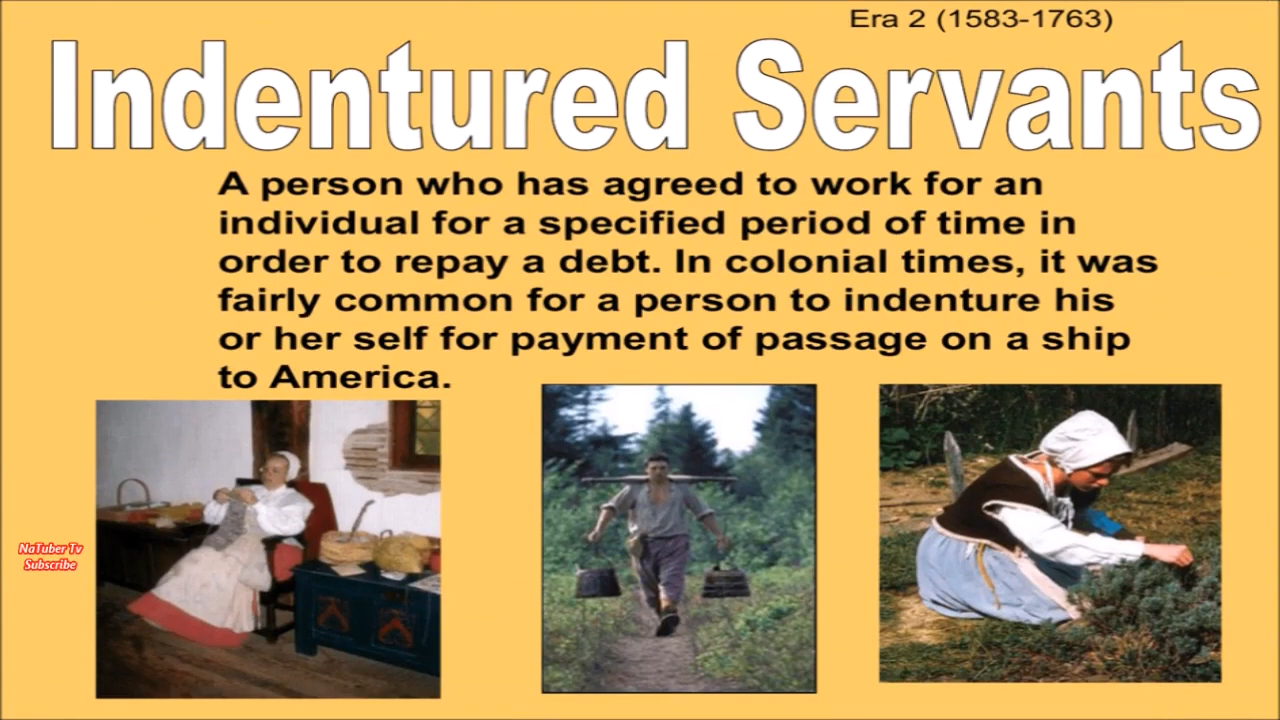 Era 2 (1583-1763)
Indentured Servants
A person who has agreed to work for an
individual for a specified period of time in
order to repay a debt. In colonial times, it was
fairly common for a person to indenture his
or her self for payment of passage on a ship
to America.
NaTuber Tv
Subscribe